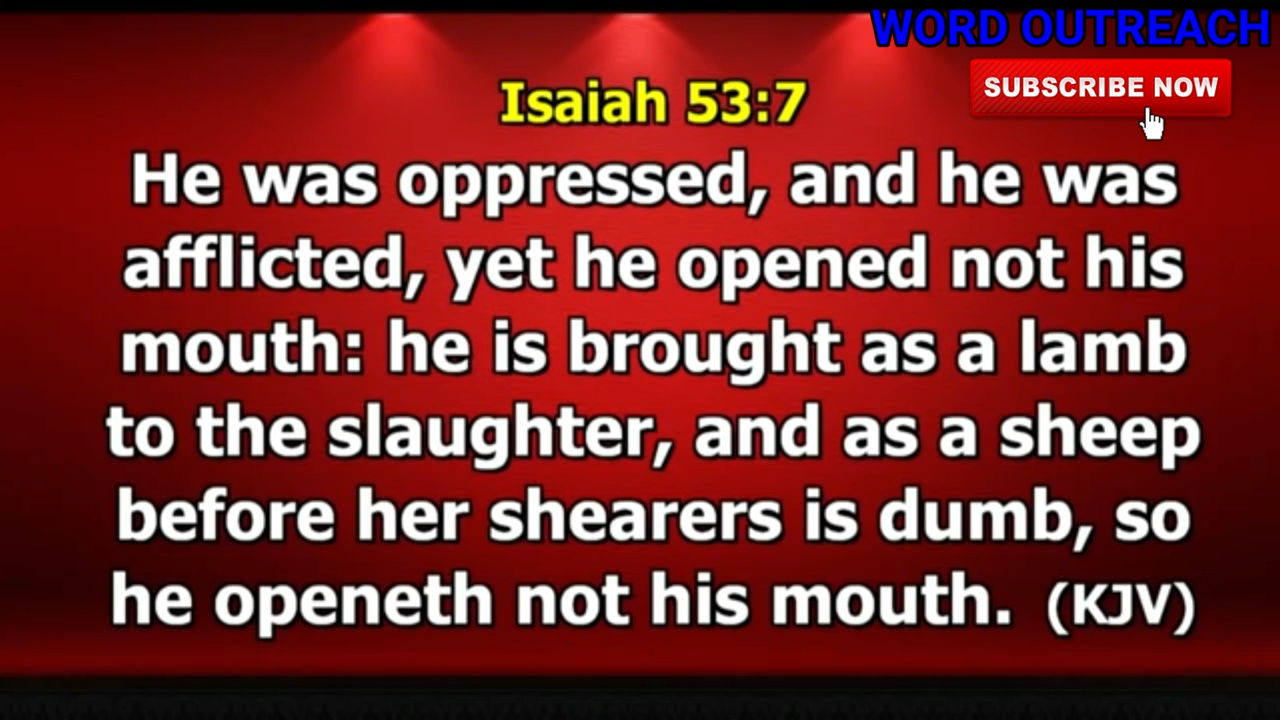 WORD OUTREACH
SUBSCRIBE NOW
Isaiah 53:7
He was oppressed, and he was
afflicted, yet he opened not his
mouth: he is brought as a lamb
to the slaughter, and as a sheep
before her shearers is dumb, so
he openeth not his mouth. (KJV)